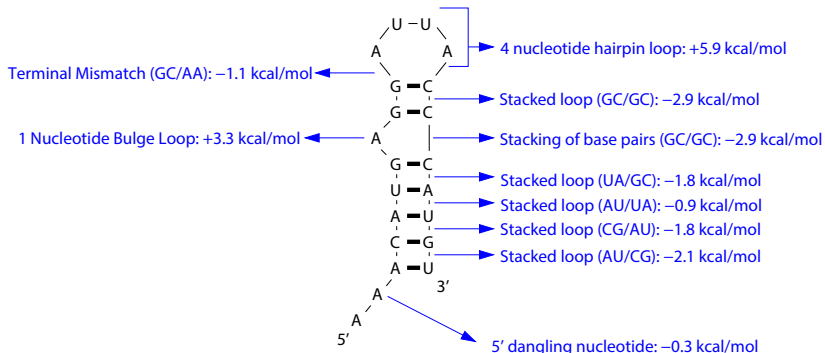 U U
A A
4 nucleotide hairpin loop: +5.9 kcal/mol
Terminal Mismatch (GC/AA): −1.1 kcal/mol
G C
Stacked loop (GC/GC): −2.9 kcal/mol
G C
1 Nucleotide Bulge Loop: +3.3 kcal/mol
A
Stacking of base pairs (GC/GC): −2.9 kcal/mol
G C
Stacked loop (UA/GC): −1.8 kcal/mol
U A
Stacked loop (AU/UA): −0.9 kcal/mol
A U
Stacked loop (CG/AU): −1.8 kcal/mol
C G
Stacked loop (AU/CG): −2.1 kcal/mol
A U
3'
A
A
5'
5' dangling nucleotide: −0.3 kcal/mol